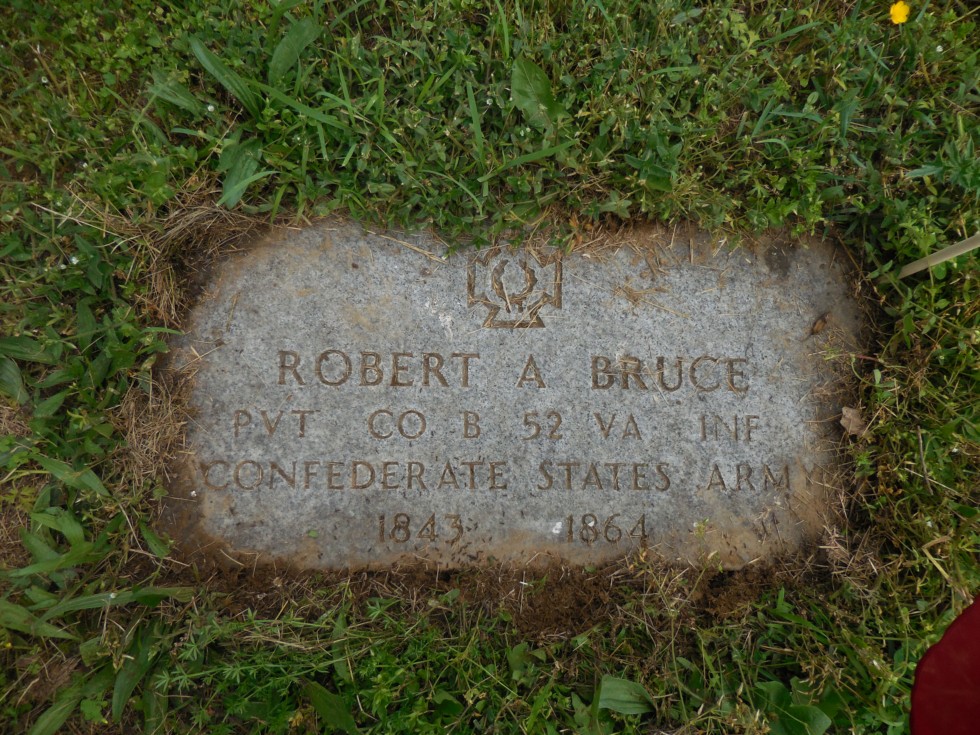 ROBERT A BRUCE
PVT CO B 52 VA INF
CONFEDERATE STATES ARMY
1843 1864